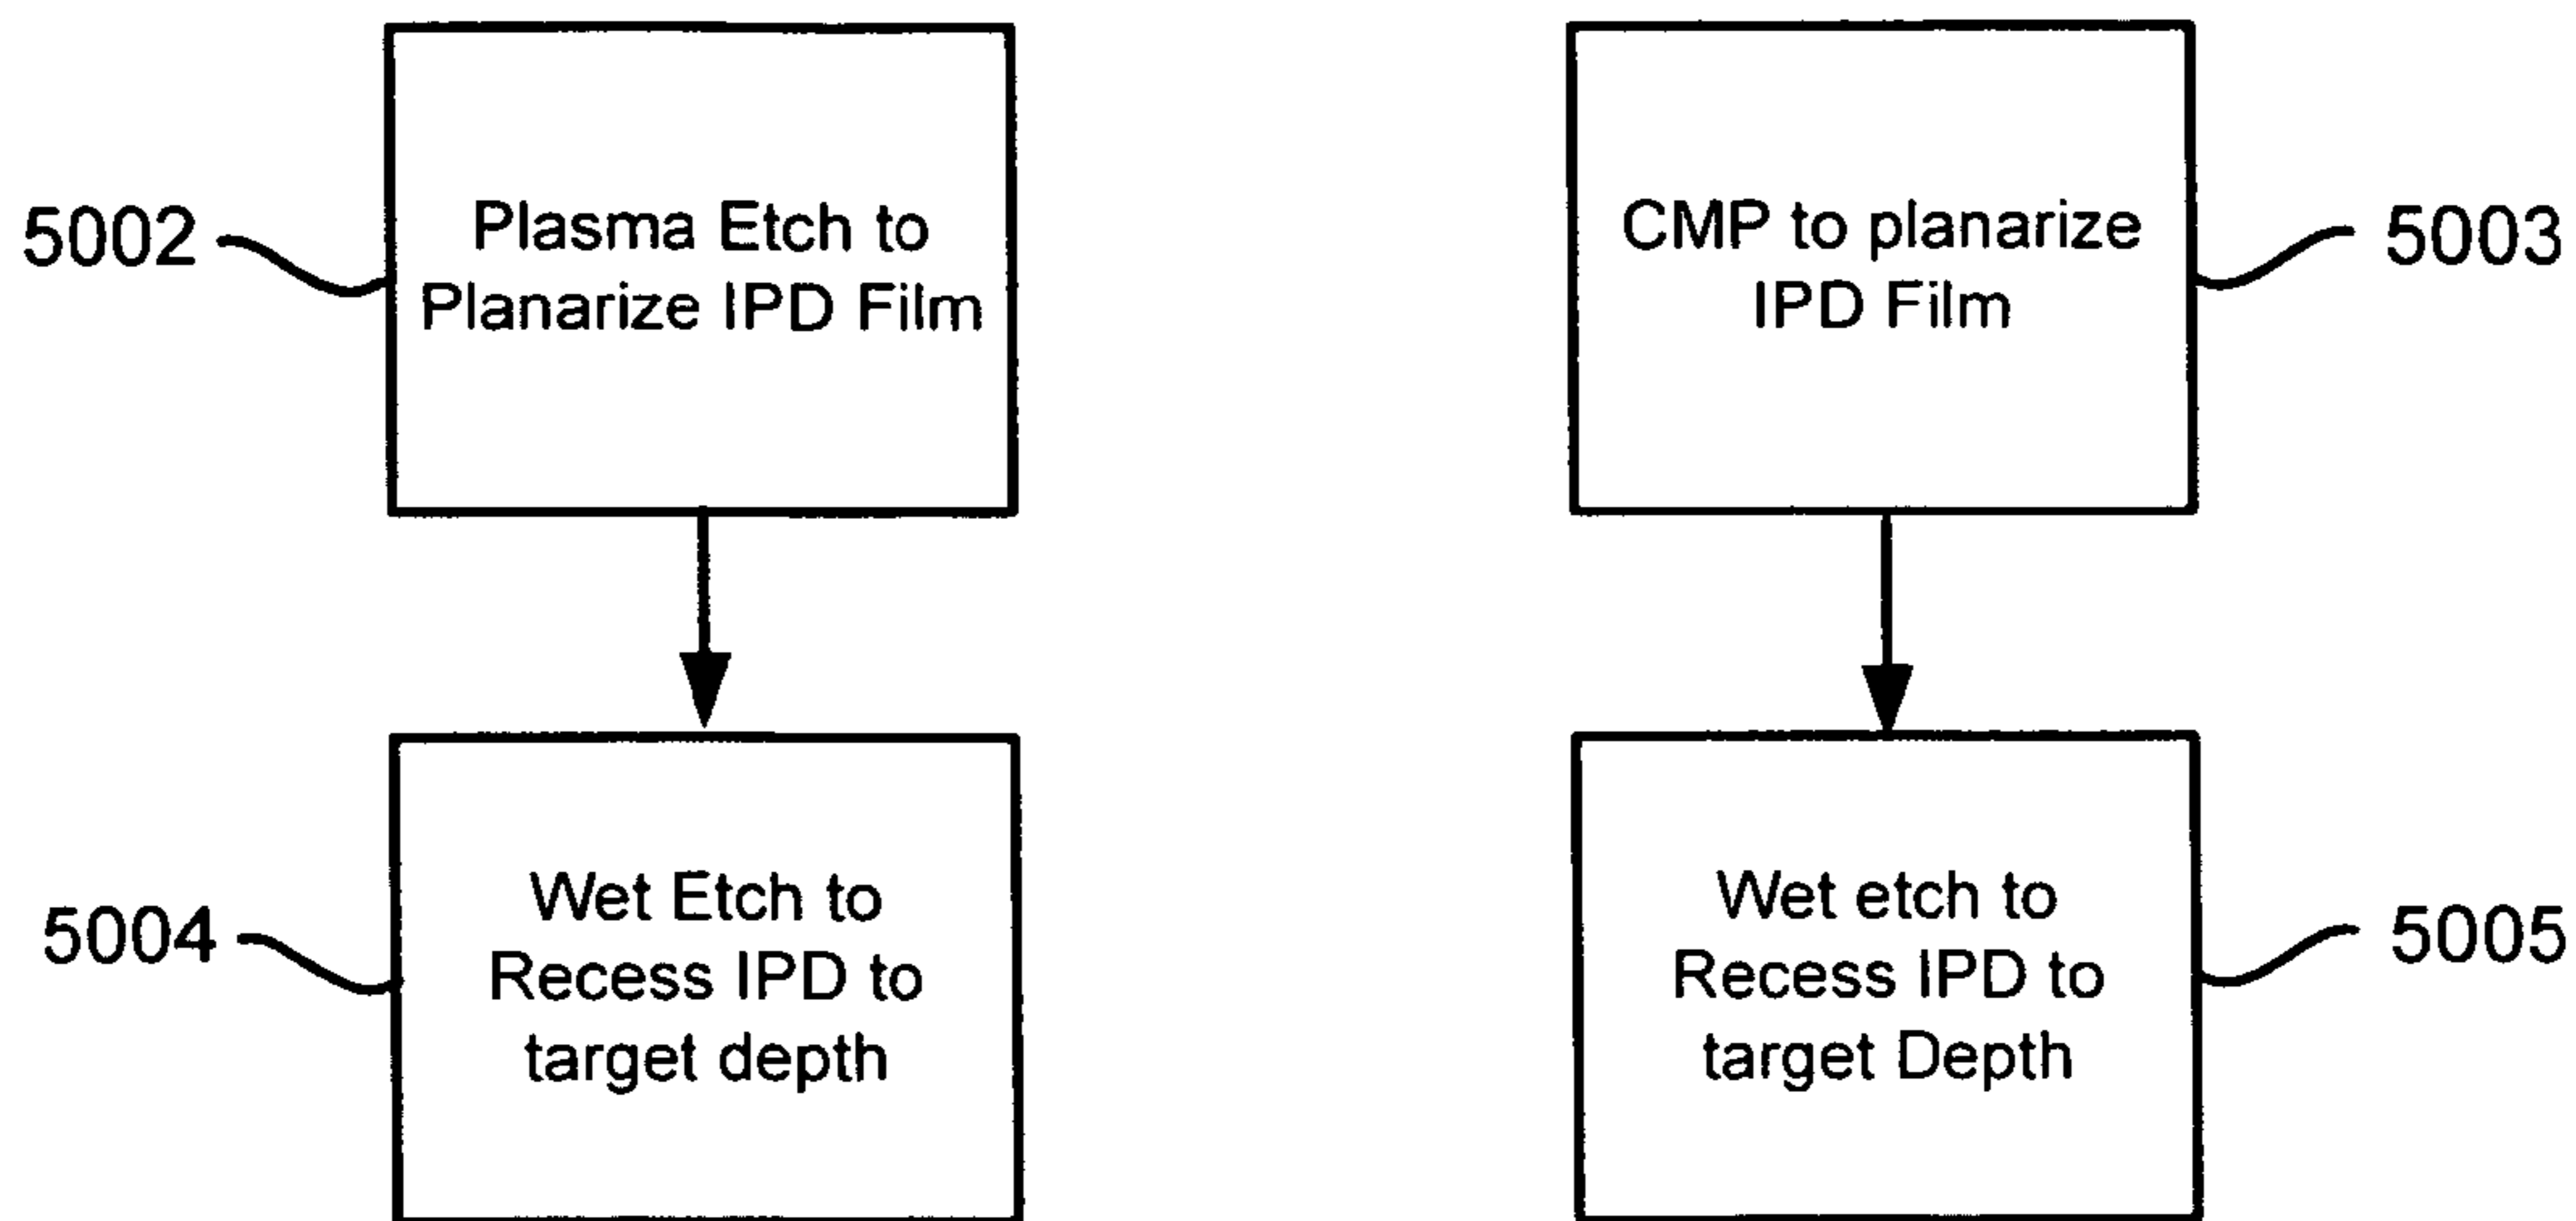 5002
Plasma Etch to
Planarize IPD Film
CMP to planarize
IPD Film
5003
5004
Wet Etch to
Recess IPD to
target depth
Wet etch to
Recess IPD to
target Depth
5005